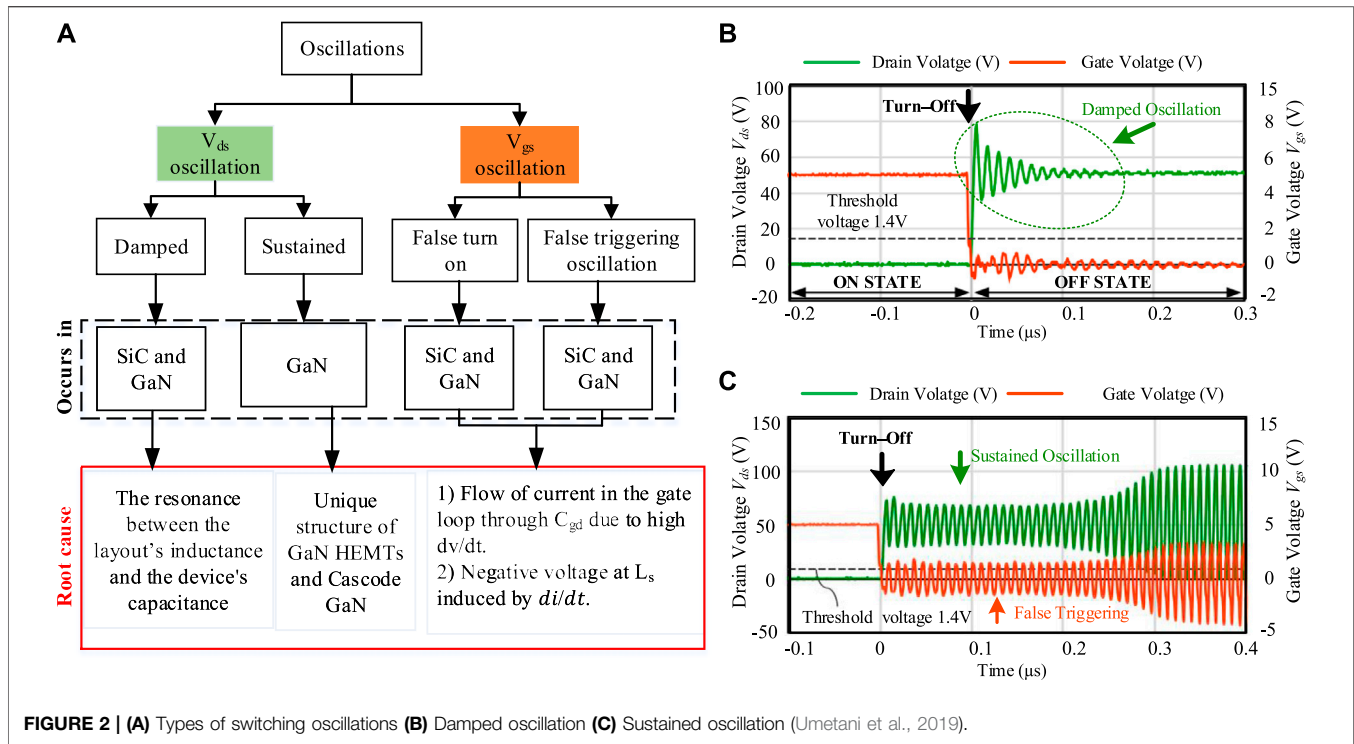 A
Oscillations
Vds
oscillation
Vgs
oscillation
Damped
Sustained
False turn
on
False triggering
oscillation
Occurs in
SiC and
GaN
GaN
SiC and
GaN
SiC and
GaN
Root cause
The resonance
between the
layout's inductance
and the device's
capacitance
Unique
structure of
GaN HEMTs
and Cascode
GaN
1) Flow of current in the gate
loop through Cgd due to high
dv/dt.
2) Negative voltage at Ls
induced by di/dt.
B
Drain Volatge (V)
Gate Volatge (V)
Drain Volatge Vds (V)
100
80
60
40
20
0
-20
Turn–Off
Damped Oscillation
Threshold
voltage 1.4V
ON STATE
OFF STATE
15
8
6
4
2
0
-2
Gate Voltage Vgs (V)
-0.2
-0.1
0
0.1
0.2
0.3
Time (µs)
C
Drain Volatge (V)
Gate Volatge (V)
Drain Volatge Vds (V)
150
100
50
0
-50
Turn–Off
Sustained Oscillation
Threshold voltage 1.4V
False Triggering
15
10
5
0
-5
Gate Voltage Vgs (V)
-0.1
0
0.1
0.2
0.3
0.4
Time (µs)
FIGURE 2 | (A) Types of switching oscillations (B) Damped oscillation (C) Sustained oscillation (Umetani et al., 2019).